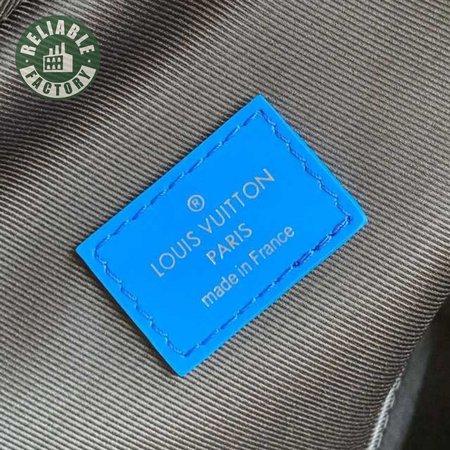 RELIABLE
FACTORY
®
LOUIS VUITTON
PARIS
made in France